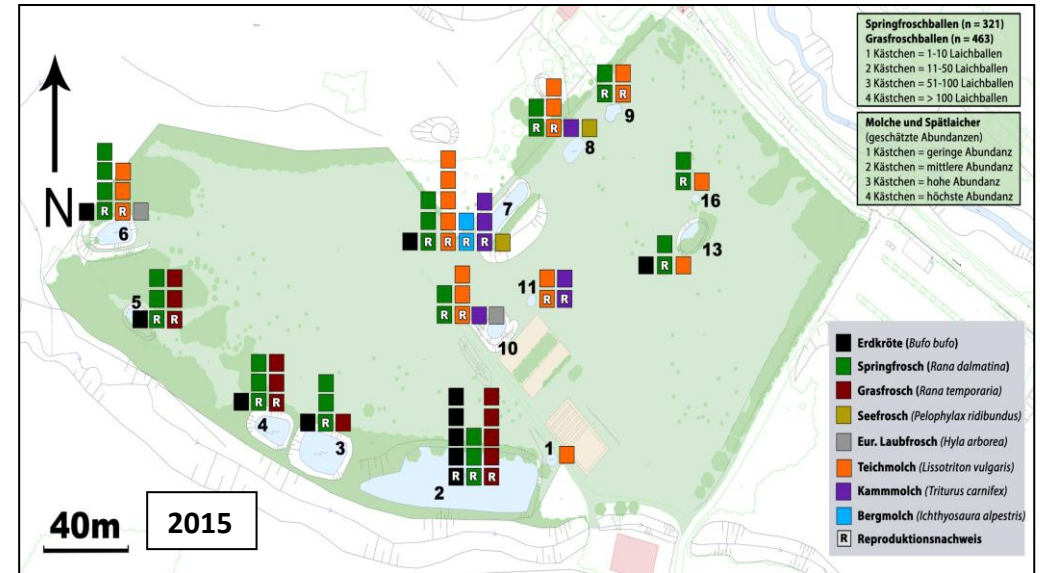 Springfroschballen (n = 321)
Grasfroschballen (n = 463)
1 Kästchen = 1-10 Laichballen
2 Kästchen = 11-50 Laichballen
3 Kästchen = 51-100 Laichballen
4 Kästchen = > 100 Laichballen
Molche und Spätlaicher
(geschätzte Abundanzen)
1 Kästchen = geringe Abundanz
2 Kästchen = mittlere Abundanz
3 Kästchen = hohe Abundanz
4 Kästchen = höchste Abundanz
N
R R
9
R R
8
R
16
R R R R
7
R R
6
R
13
R R
5
R R
11
R R
10
R R
4
R
3
R R R
2
1
Erdkröte (Bufo bufo)
Springfrosch (Rana dalmatina)
Grasfrosch (Rana temporaria)
Seefrosch (Pelophylax ridibundus)
Eur. Laubfrosch (Hyla arborea)
Teichmolch (Lissotriton vulgaris)
Kammmolch (Triturus carnifex)
Bergmolch (Ichthyosaura alpestris)
R Reproduktionsnachweis
40m
2015